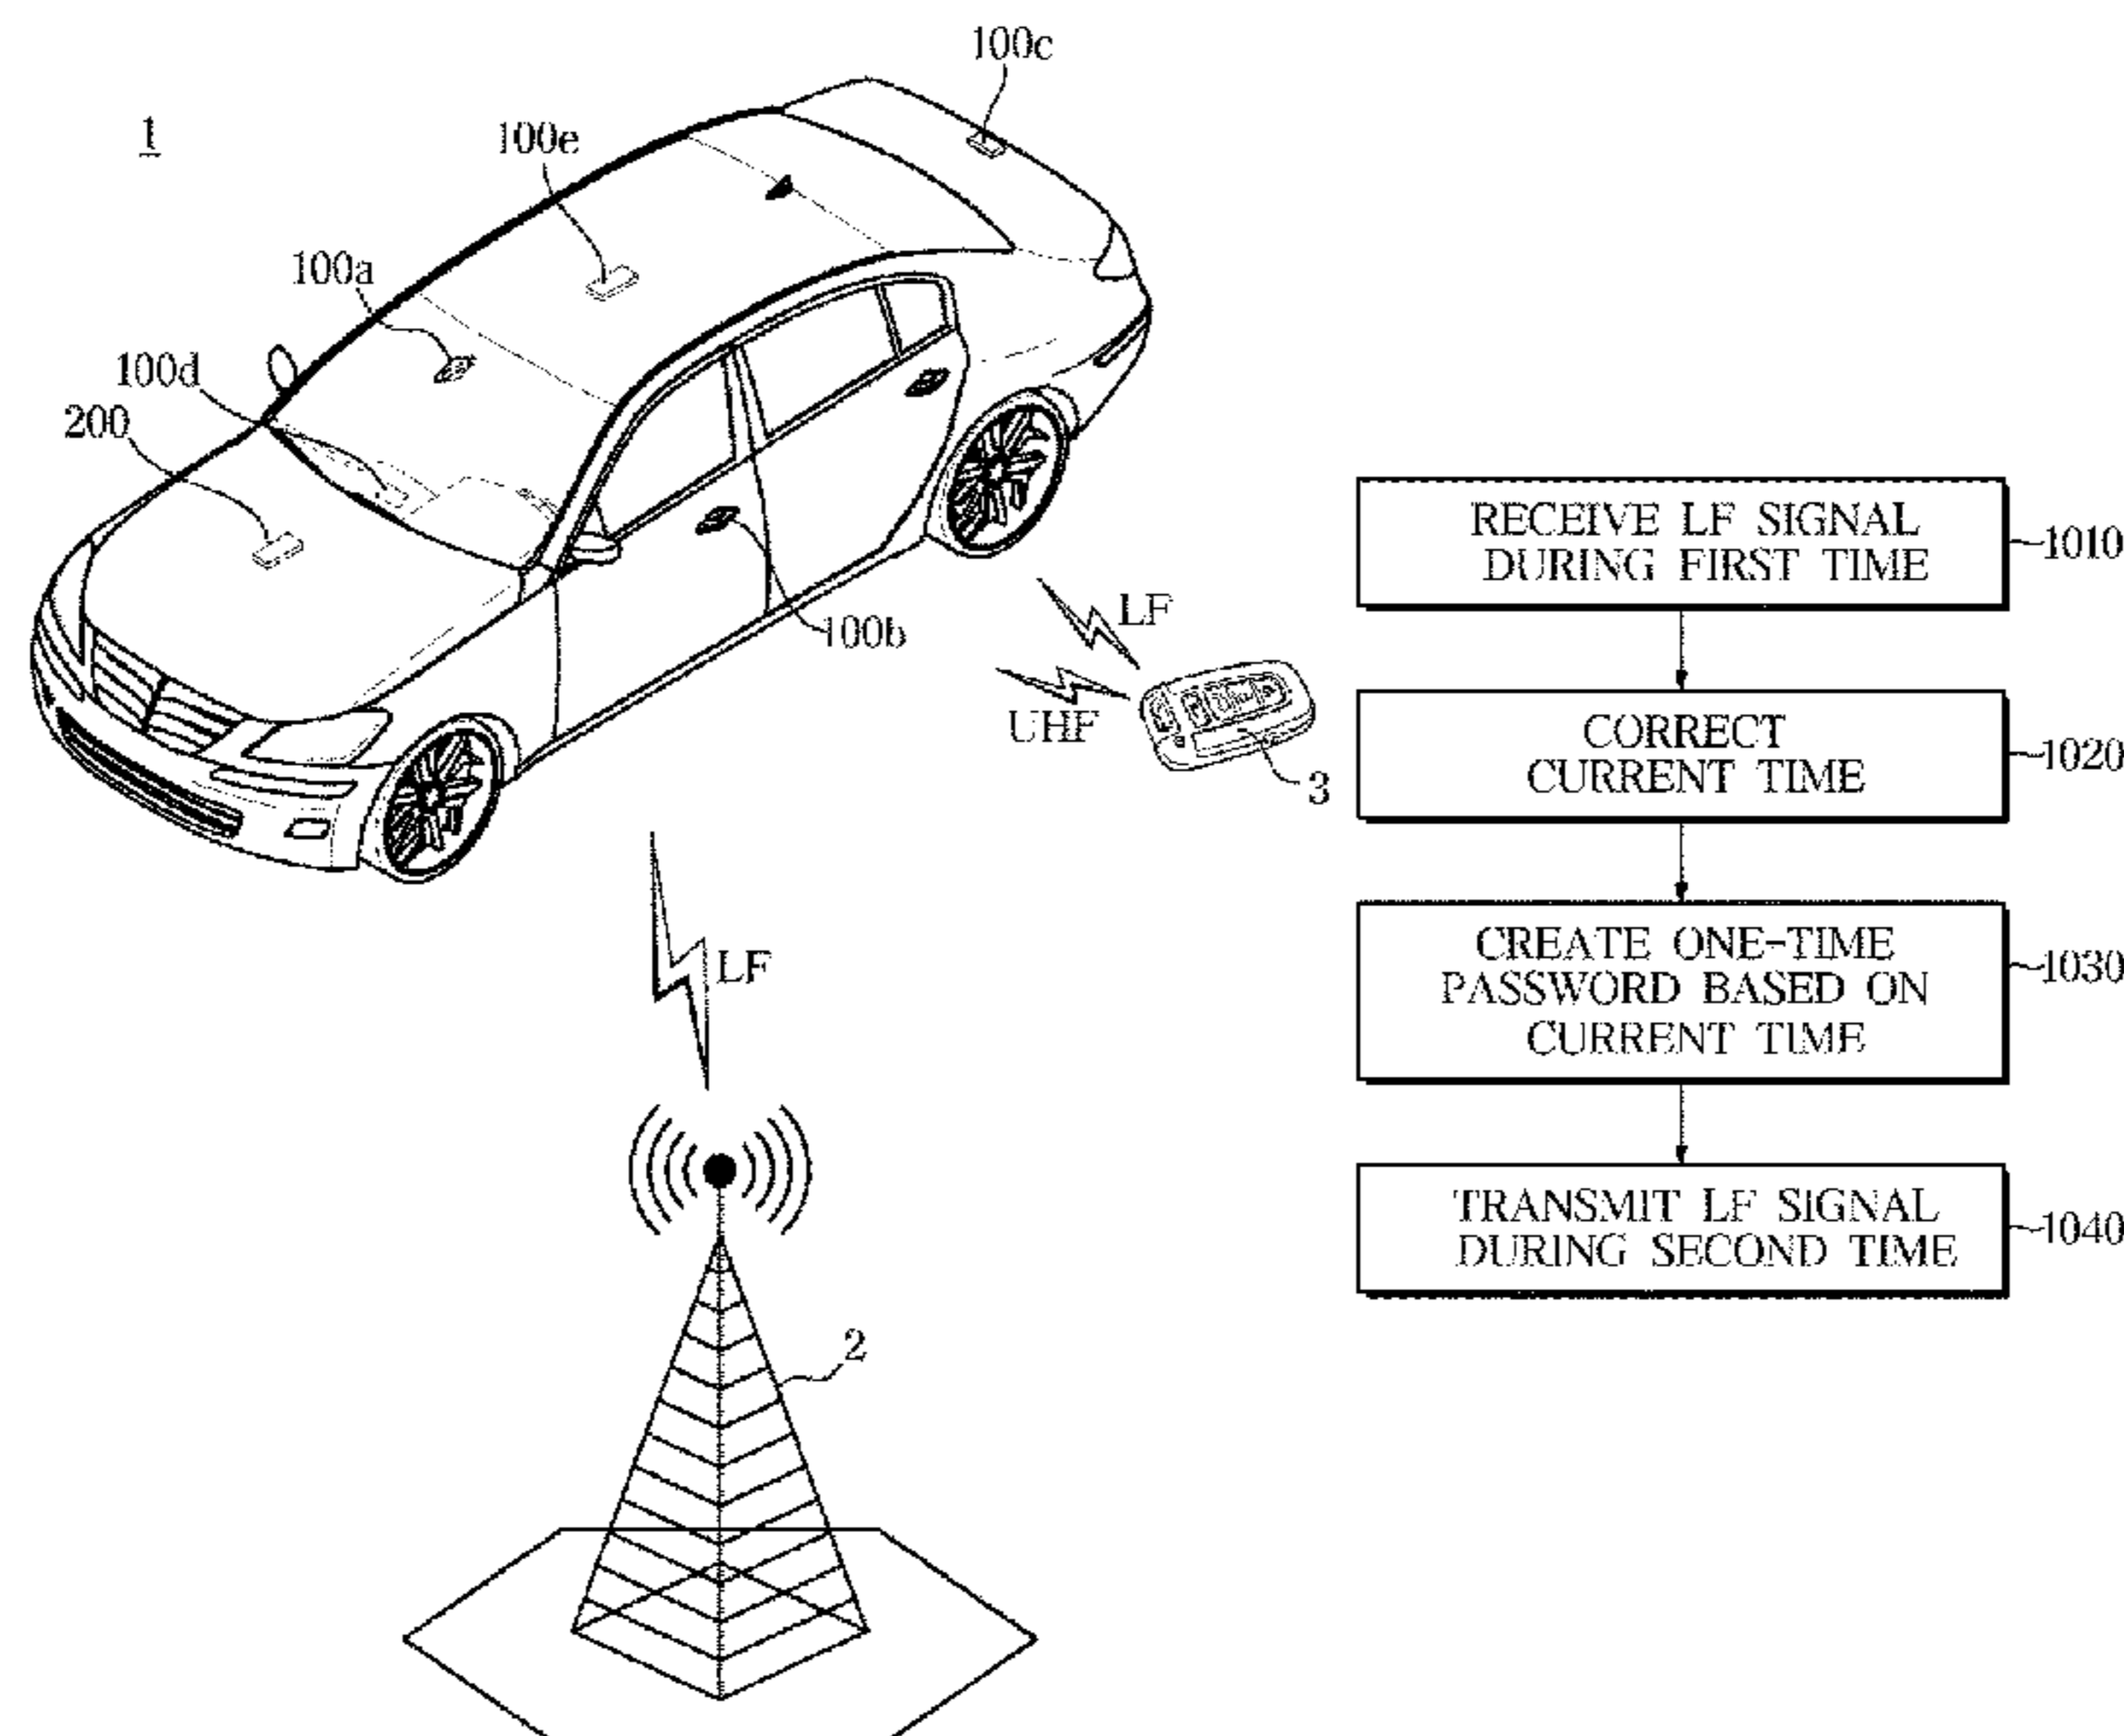 100c
1
100e
100a
100d
200
100b
LF
UHF
3
LF
2
RECEIVE LF SIGNAL
DURING FIRST TIME
1010
CORRECT
CURRENT TIME
1020
CREATE ONE-TIME
PASSWORD BASED ON
CURRENT TIME
1030
TRANSMIT LF SIGNAL
DURING SECOND TIME
1040